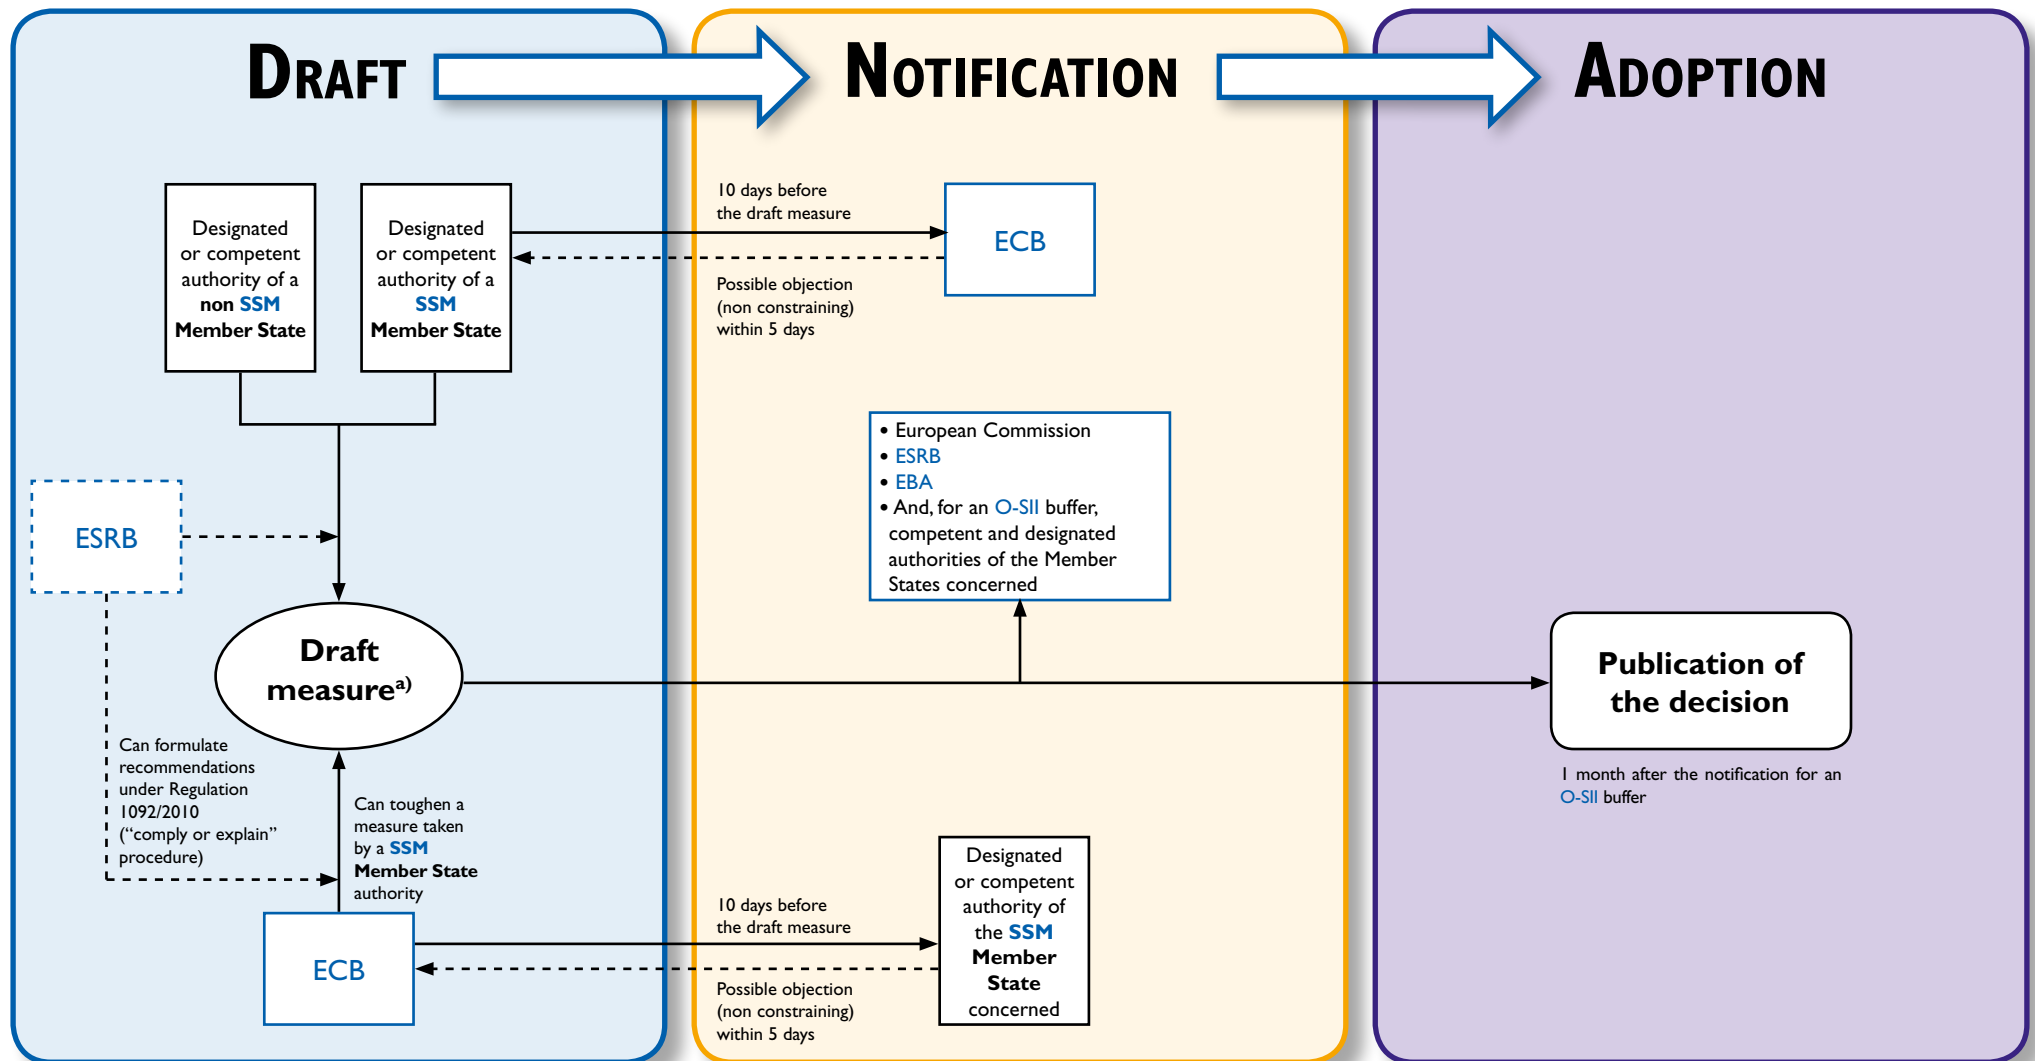 DRAFT
NOTIFICATION
ADOPTION
Designated
or competent
authority of a
non SSM
Member State
Designated
or competent
authority of a
SSM
Member State
10 days before
the draft measure
Possible objection
(non constraining)
within 5 days
ECB
• European Commission
• ESRB
• EBA
• And, for an O-SII buffer,
competent and designated
authorities of the Member
States concerned
ESRB
Draft
measureᵃ⁾
Publication of
the decision
1 month after the notification for an
O-SII buffer
Can formulate
recommendations
under Regulation
1092/2010
(“comply or explain”
procedure)
Can toughen a
measure taken
by a SSM
Member State
authority
ECB
10 days before
the draft measure
Possible objection
(non constraining)
within 5 days
Designated
or competent
authority of
the SSM
Member
State
concerned